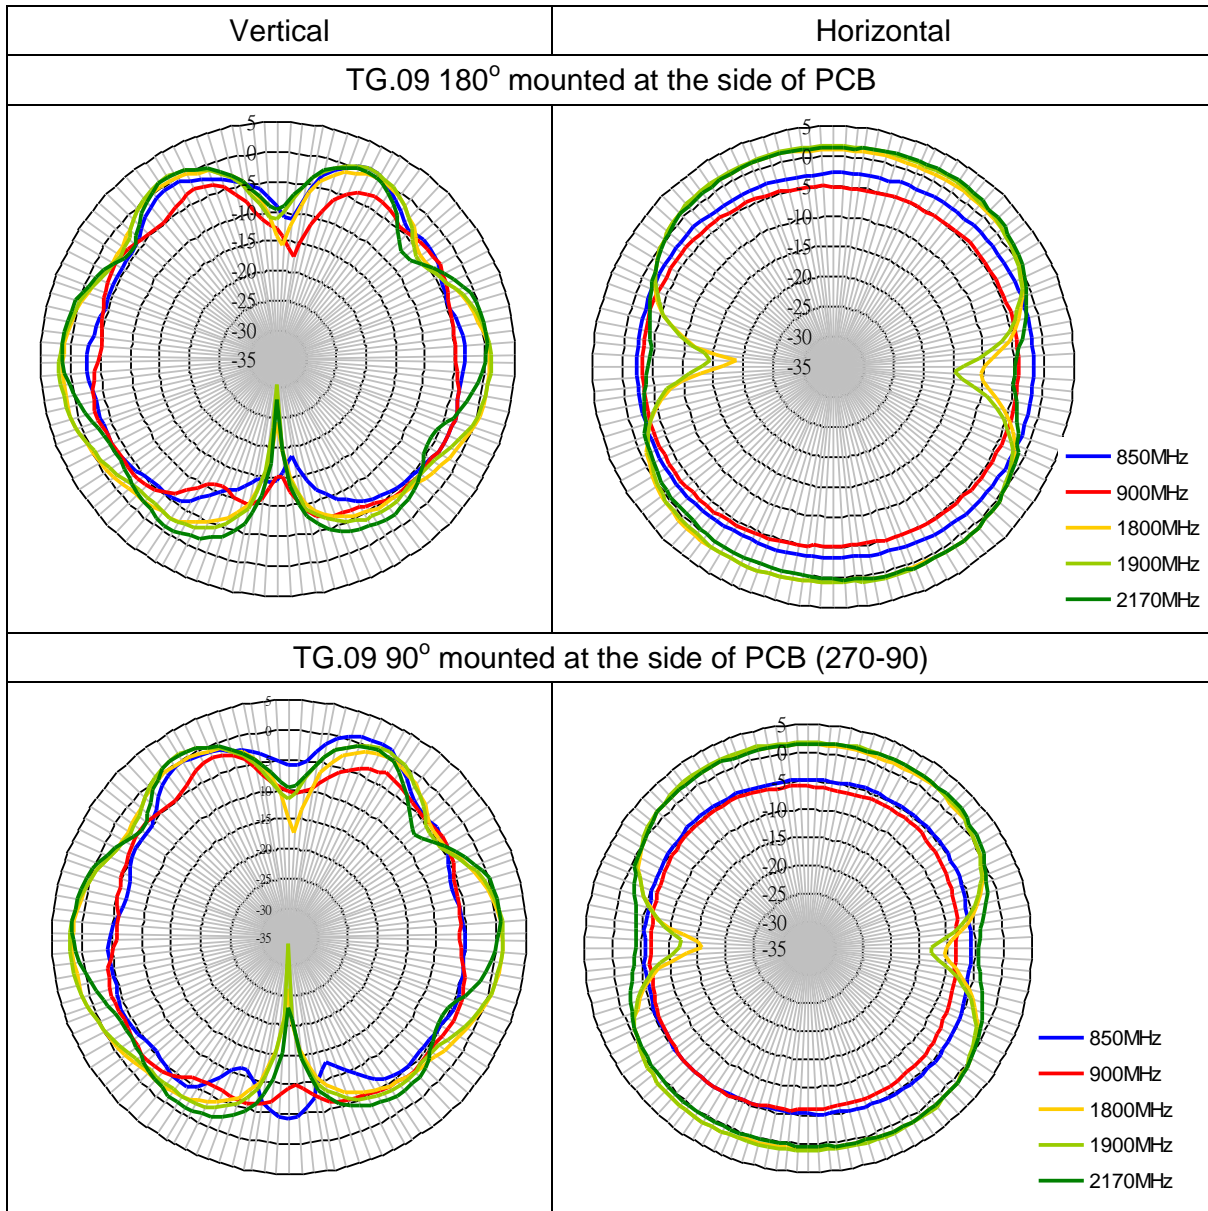 Vertical
Horizontal
TG.09 180° mounted at the side of PCB
5
0
-5
-10
-15
-20
-25
-30
-35
5
0
-5
-10
-15
-20
-25
-30
-35
850MHz
900MHz
1800MHz
1900MHz
2170MHz
TG.09 90° mounted at the side of PCB (270-90)
5
0
-5
-10
-15
-20
-25
-30
-35
5
0
-5
-10
-15
-20
-25
-30
-35
850MHz
900MHz
1800MHz
1900MHz
2170MHz